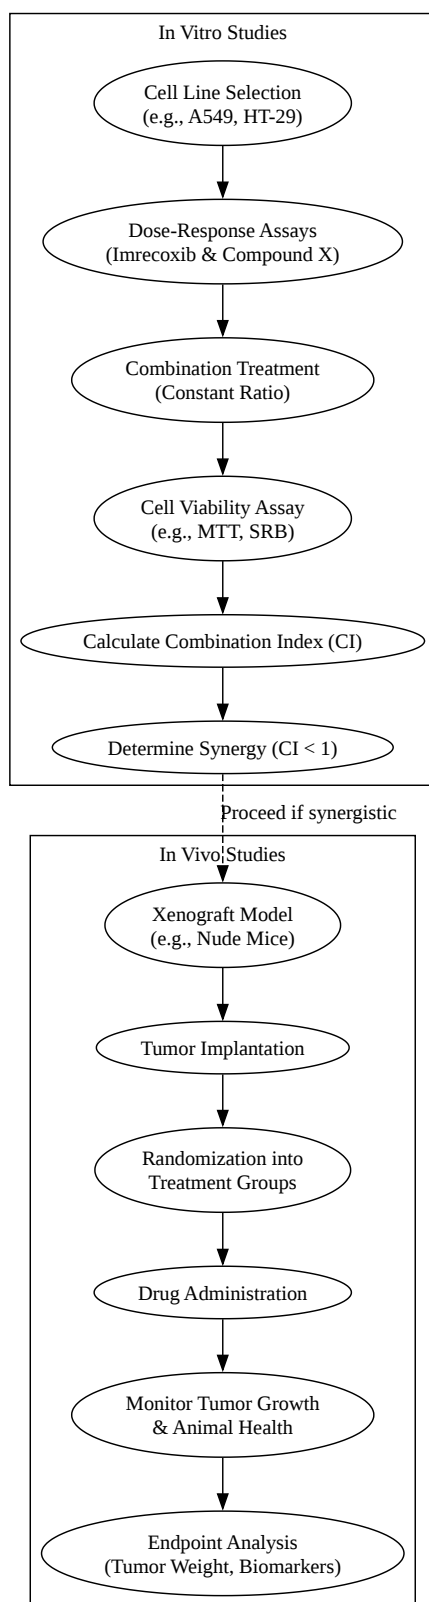 In Vitro Studies
Cell Line Selection
(e.g., A549, HT-29)
Dose-Response Assays
(Imrecoxib & Compound X)
Combination Treatment
(Constant Ratio)
Cell Viability Assay
(e.g., MTT, SRB)
Calculate Combination Index (CI)
Determine Synergy (CI < 1)
Proceed if synergistic
In Vivo Studies
Xenograft Model
(e.g., Nude Mice)
Tumor Implantation
Randomization into
Treatment Groups
Drug Administration
Monitor Tumor Growth
& Animal Health
Endpoint Analysis
(Tumor Weight, Biomarkers)